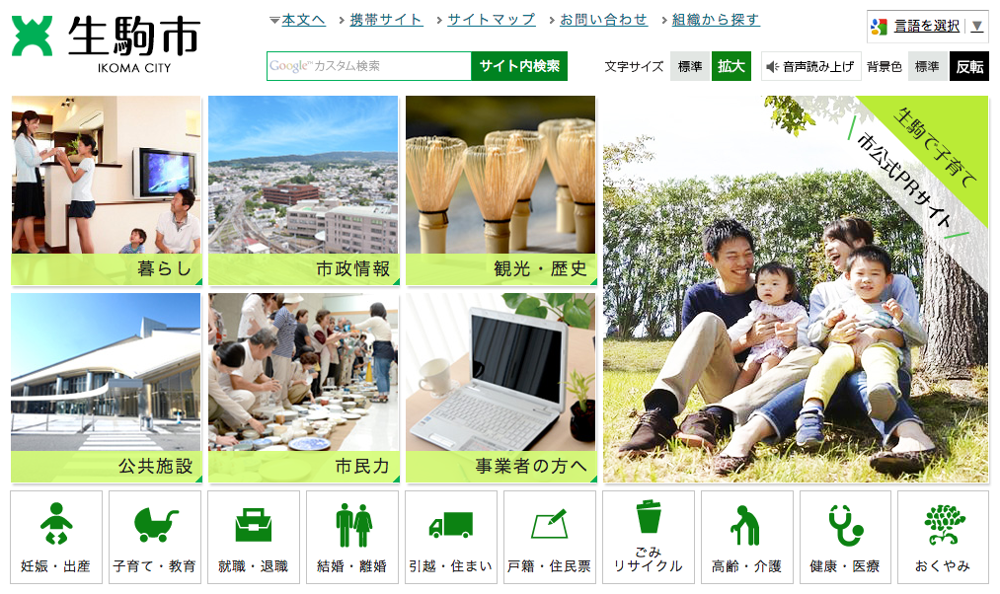 生駒市
IKOMA CITY
本文へ
携帯サイト
サイトマップ
お問い合わせ
組織から探す
言語を選択
▼
Google™カスタム検索
サイト内検索
文字サイズ
標準
拡大
音声読み上げ
背景色
標準
反転
暮らし
市政情報
観光・歴史
生駒で子育て
市公式PRサイト
公共施設
市民力
事業者の方へ
妊娠・出産
子育て・教育
就職・退職
結婚・離婚
引越・住まい
戸籍・住民票
ごみ
リサイクル
高齢・介護
健康・医療
おくやみ